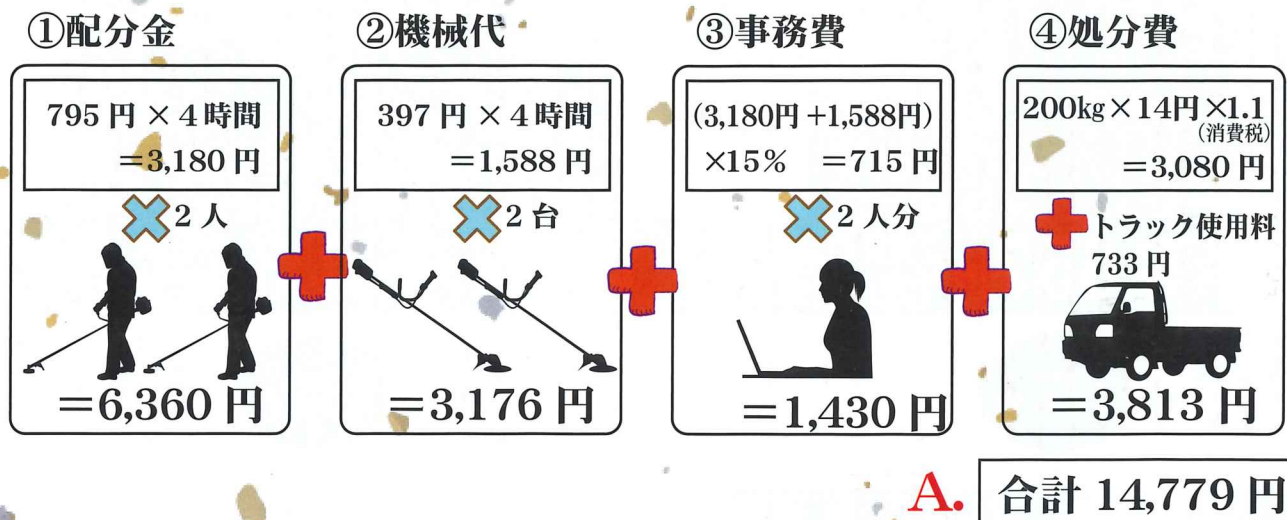 ①配分金
795 円 × 4 時間
＝3,180 円
×2 人
＝6,360 円
②機械代
397 円 × 4 時間
＝1,588 円
×2 台
＝3,176 円
③事務費
(3,180円 +1,588円)
×15% ＝715 円
×2 人分
＝1,430 円
④処分費
200kg×14円×1.1
(消費税)
＝3,080 円
+トラック使用料
733 円
＝3,813 円
A. 合計 14,779 円